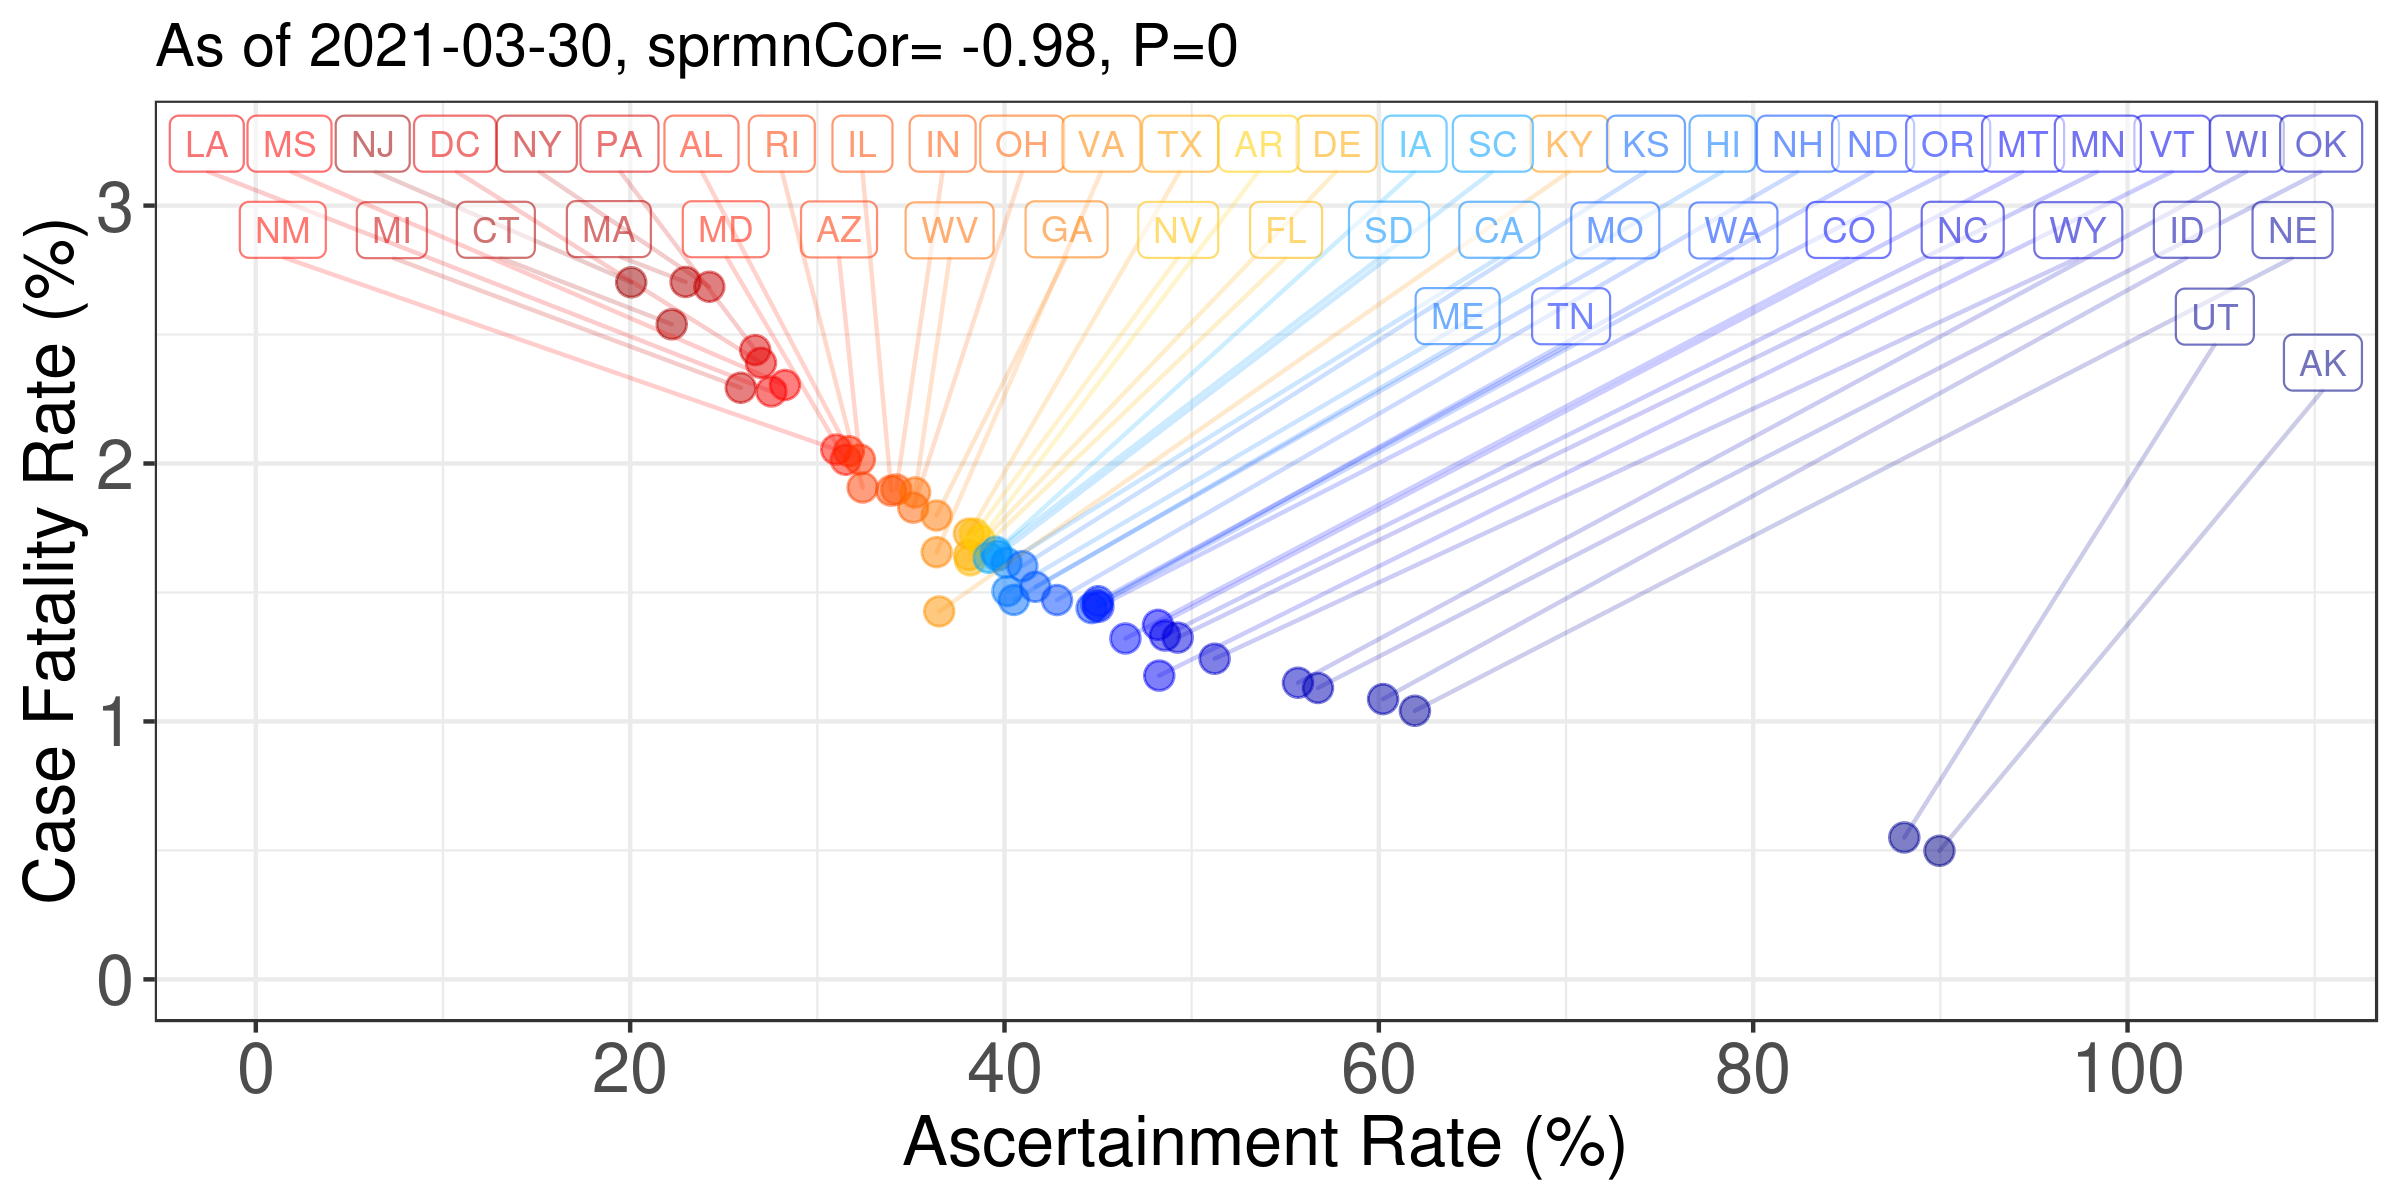 As of 2021-03-30, sprmnCor= -0.98, P=0
LA MS NJ DC NY PA AL RI IL IN OH VA TX AR DE IA SC KY KS HI NH ND OR MT MN VT WI OK
NM MI CT MA MD AZ WV GA NV FL SD CA MO WA CO NC WY ID NE
ME TN UT
AK
3
2
1
0
Case Fatality Rate (%)
0 20 40 60 80 100
Ascertainment Rate (%)